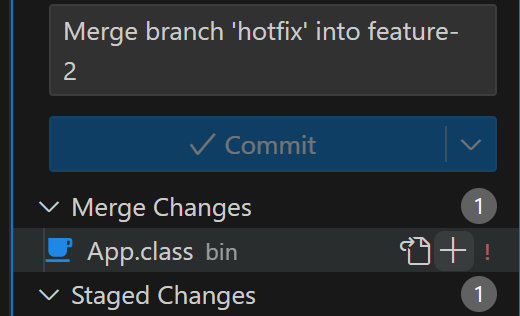 Merge branch 'hotfix' into feature-
2
Commit
Merge Changes 1
App.class bin !
Staged Changes 1